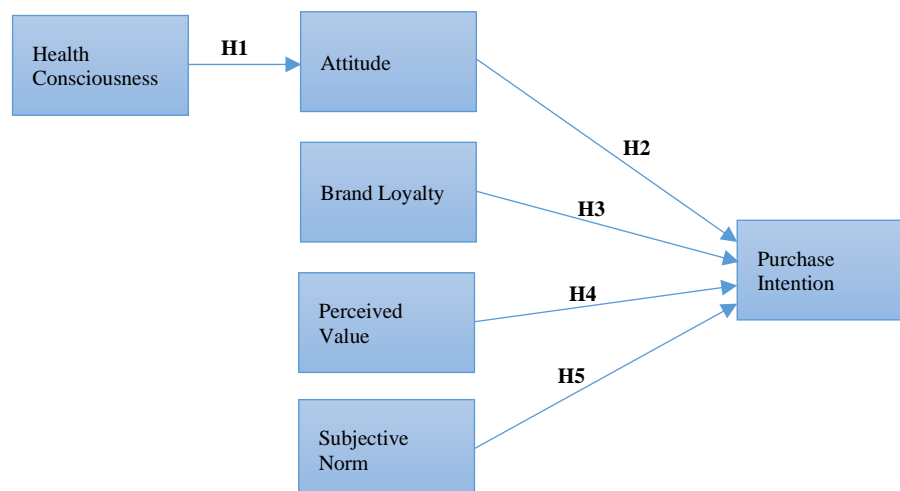 Health
Consciousness
H1
Attitude
H2
Brand Loyalty
H3
Purchase
Intention
Perceived
Value
H4
H5
Subjective
Norm